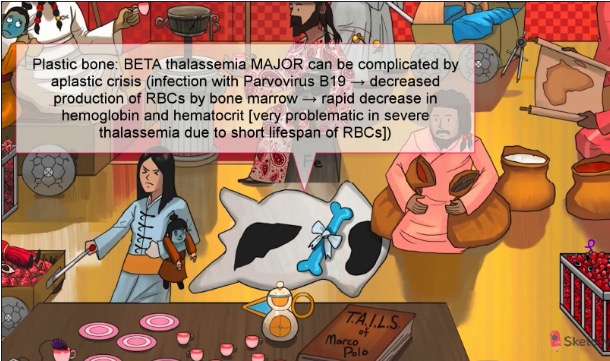 Plastic bone: BETA thalassemia MAJOR can be complicated by
aplastic crisis (infection with Parvovirus B19 → decreased
production of RBCs by bone marrow → rapid decrease in
hemoglobin and hematocrit [very problematic in severe
thalassemia due to short lifespan of RBCs])
Fe
T.A.I.L.S
of
Marco
Polo